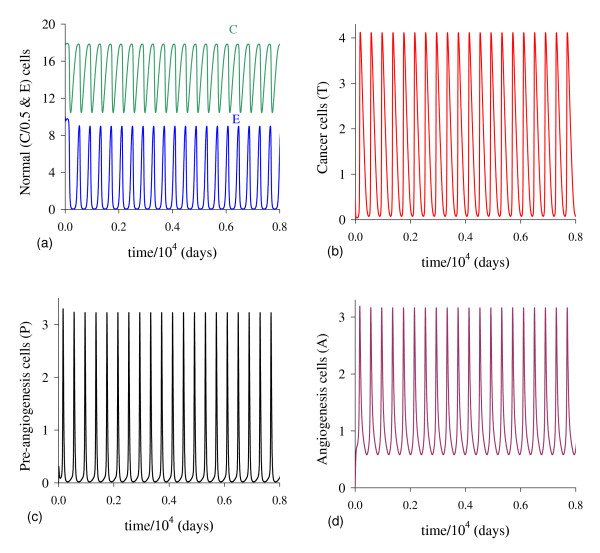 20
16
12
8
4
0
Normal (C/0.5 & E) cells
C
E
0.0 0.2 0.4 0.6 0.8
time/10⁴ (days)
(a)
4
3
2
1
0
Cancer cells (T)
0.0 0.2 0.4 0.6 0.8
time/10⁴ (days)
(b)
3
2
1
0
Pre-angiogenesis cells (P)
0.0 0.2 0.4 0.6 0.8
time/10⁴ (days)
(c)
3
2
1
0
Angiogenesis cells (A)
0.0 0.2 0.4 0.6 0.8
time/10⁴ (days)
(d)